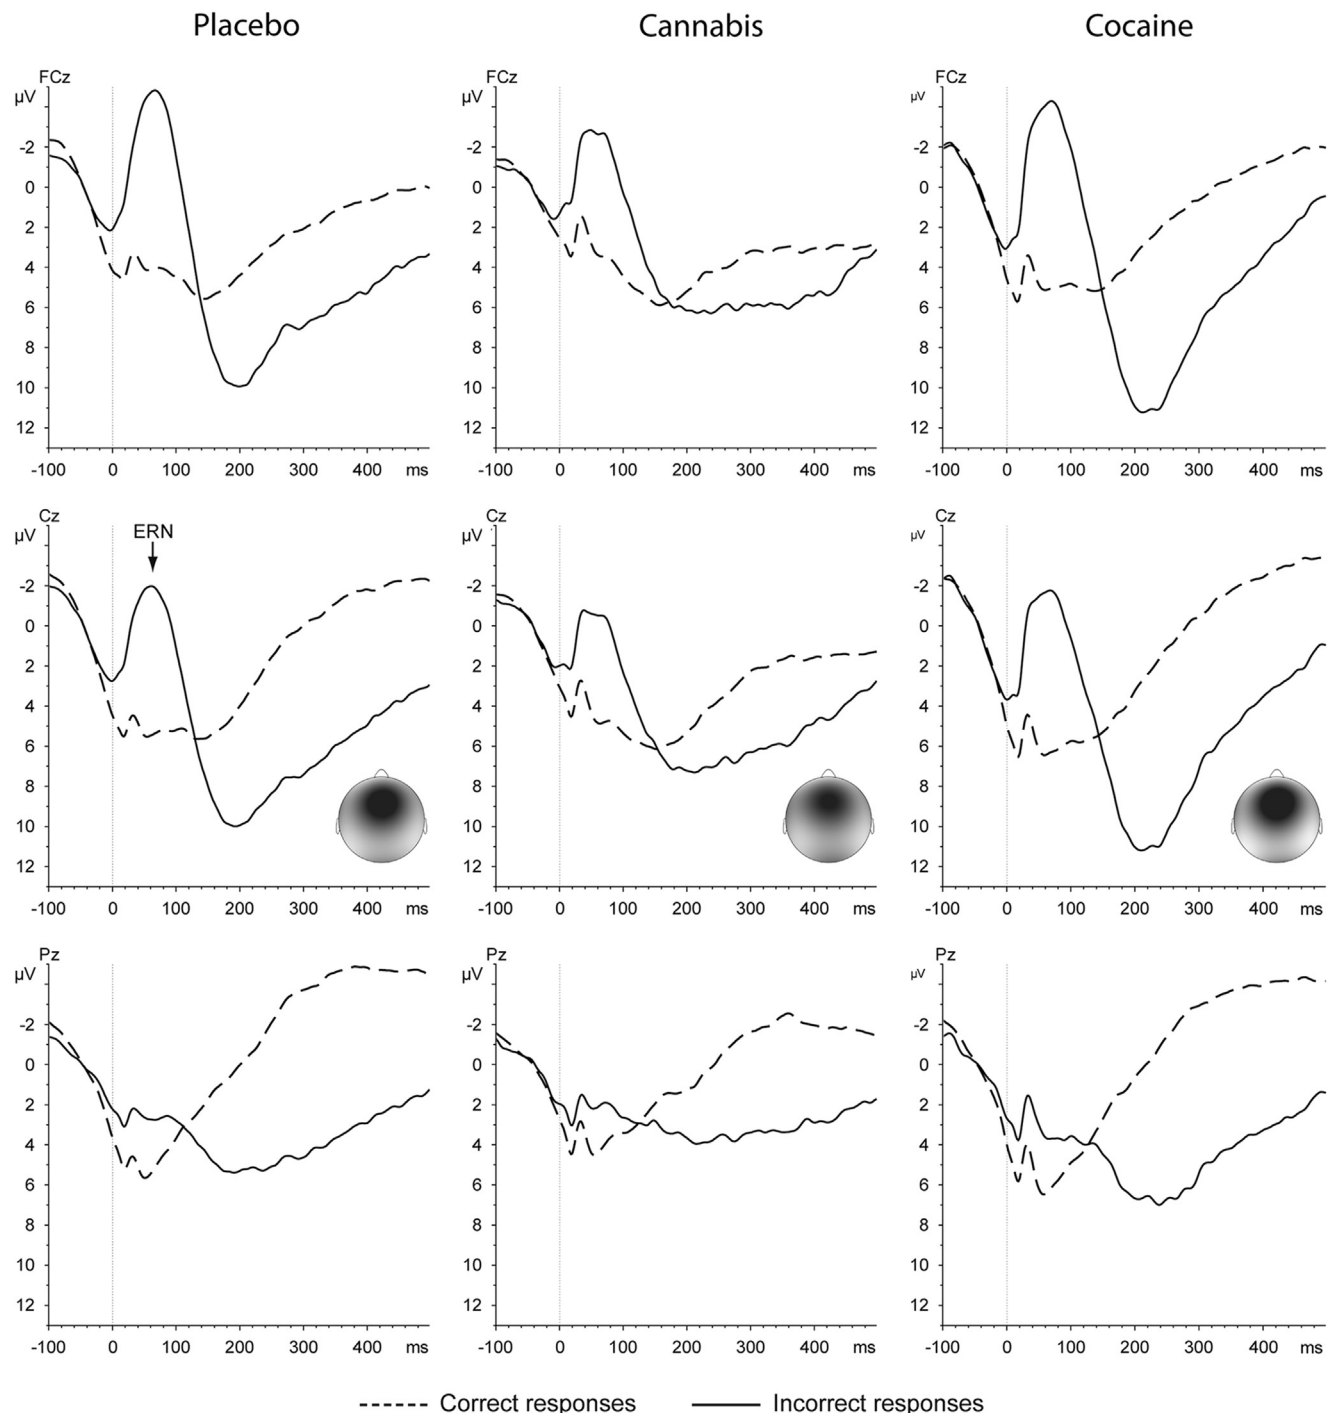 Placebo Cannabis Cocaine
FCz FCz FCz
µV µV µV
-2 -2 -2
0 0 0
2 2 2
4 4 4
6 6 6
8 8 8
10 10 10
12 12 12
-100 0 100 200 300 400 ms -100 0 100 200 300 400 ms -100 0 100 200 300 400 ms
Cz Cz Cz
µV ERN µV µV
-2 -2 -2
0 0 0
2 2 2
4 4 4
6 6 6
8 8 8
10 10 10
12 12 12
-100 0 100 200 300 400 ms -100 0 100 200 300 400 ms -100 0 100 200 300 400 ms
Pz Pz Pz
µV µV µV
-2 -2 -2
0 0 0
2 2 2
4 4 4
6 6 6
8 8 8
10 10 10
12 12 12
-100 0 100 200 300 400 ms -100 0 100 200 300 400 ms -100 0 100 200 300 400 ms
Correct responses Incorrect responses